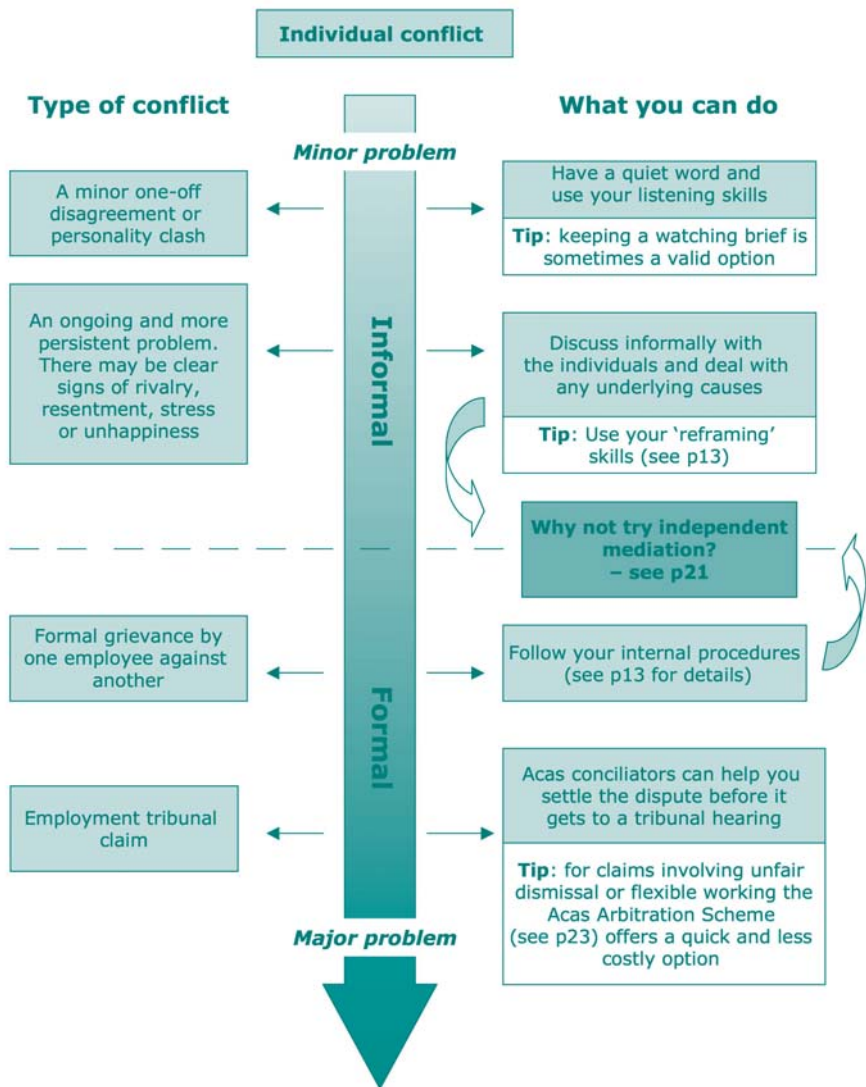 Individual conflict
Type of conflict
What you can do
Minor problem
A minor one-off
disagreement or
personality clash
Have a quiet word and
use your listening skills
Tip: keeping a watching brief is
sometimes a valid option
Informal
An ongoing and more
persistent problem.
There may be clear
signs of rivalry,
resentment, stress
or unhappiness
Discuss informally with
the individuals and deal with
any underlying causes
Tip: Use your ‘reframing’
skills (see p13)
Why not try independent
mediation?
– see p21
Formal
Formal grievance by
one employee against
another
Follow your internal procedures
(see p13 for details)
Employment tribunal
claim
Acas conciliators can help you
settle the dispute before it
gets to a tribunal hearing
Tip: for claims involving unfair
dismissal or flexible working the
Acas Arbitration Scheme
(see p23) offers a quick and less
costly option
Major problem